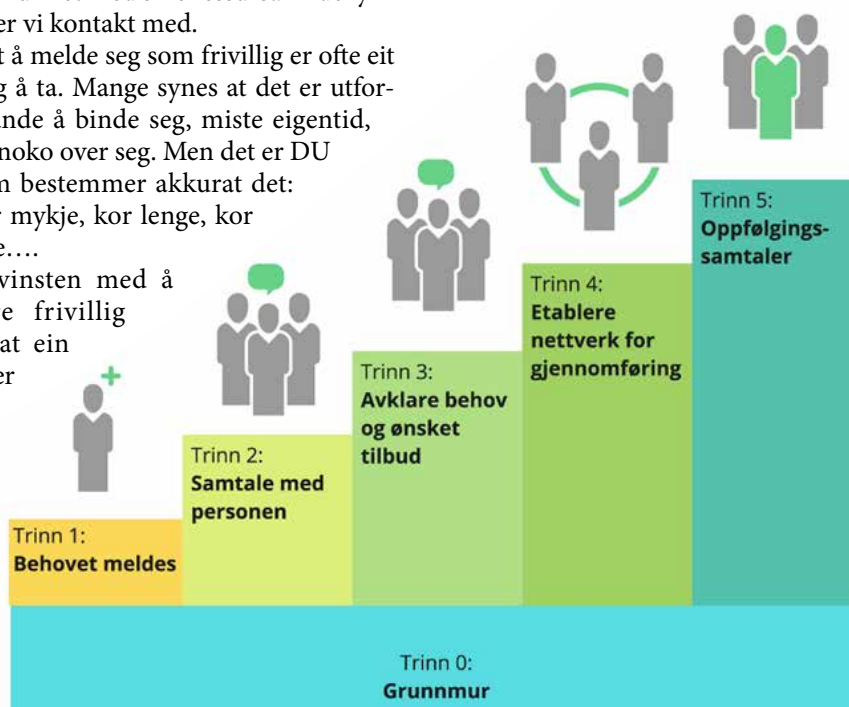 er vi kontakt med.
å melde seg som frivillig er ofte eit
å ta. Mange synes at det er utfor-
å binde seg, miste eigentid,
noko over seg. Men det er DU
bestemmer akkurat det:
mykje, kor lenge, kor
vinsten med å
frivillig
at ein
Trinn 1:
Behovet meldes
Trinn 2:
Samtale med
personen
Trinn 3:
Avklare behov
og ønsket
tilbud
Trinn 4:
Etablere
nettverk for
gjennomføring
Trinn 5:
Oppfølgings-
samtaler
Trinn 0:
Grunnmur